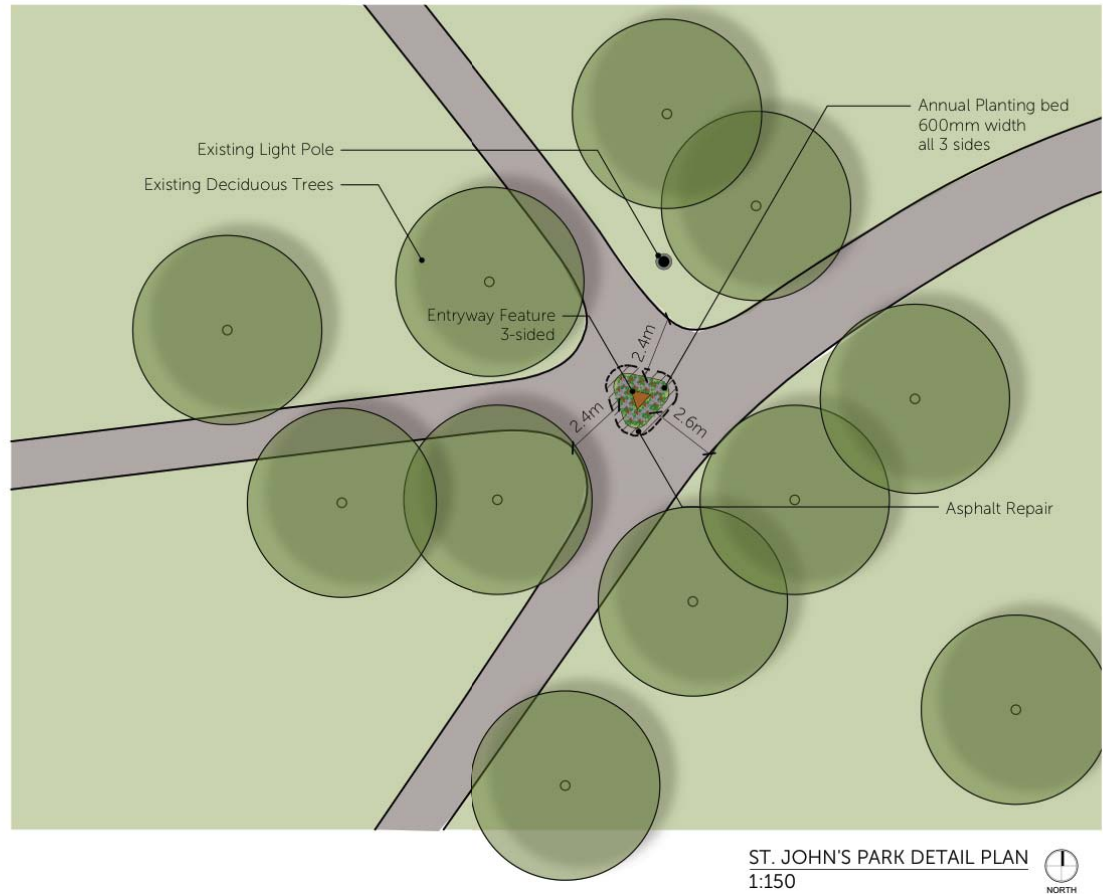 Annual Planting bed
600mm width
all 3 sides
Existing Light Pole
Existing Deciduous Trees
Entryway Feature
3-sided
2.4m
2.4m
2.6m
Asphalt Repair
ST. JOHN'S PARK DETAIL PLAN
1:150
NORTH